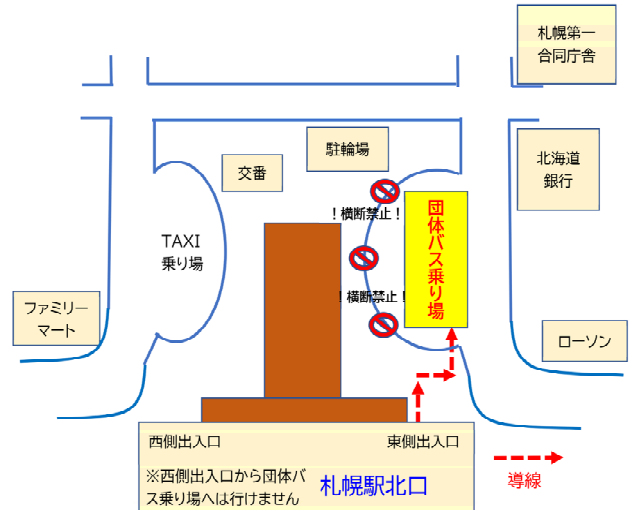 札幌第一
合同庁舎
駐輪場
交番
北海道
銀行
！横断禁止！
団体バス乗り場
TAXI
乗り場
！横断禁止！
ファミリー
マート
ローソン
西側出入口
東側出入口
※西側出入口から団体バ
ス乗り場へは行けません
札幌駅北口
導線